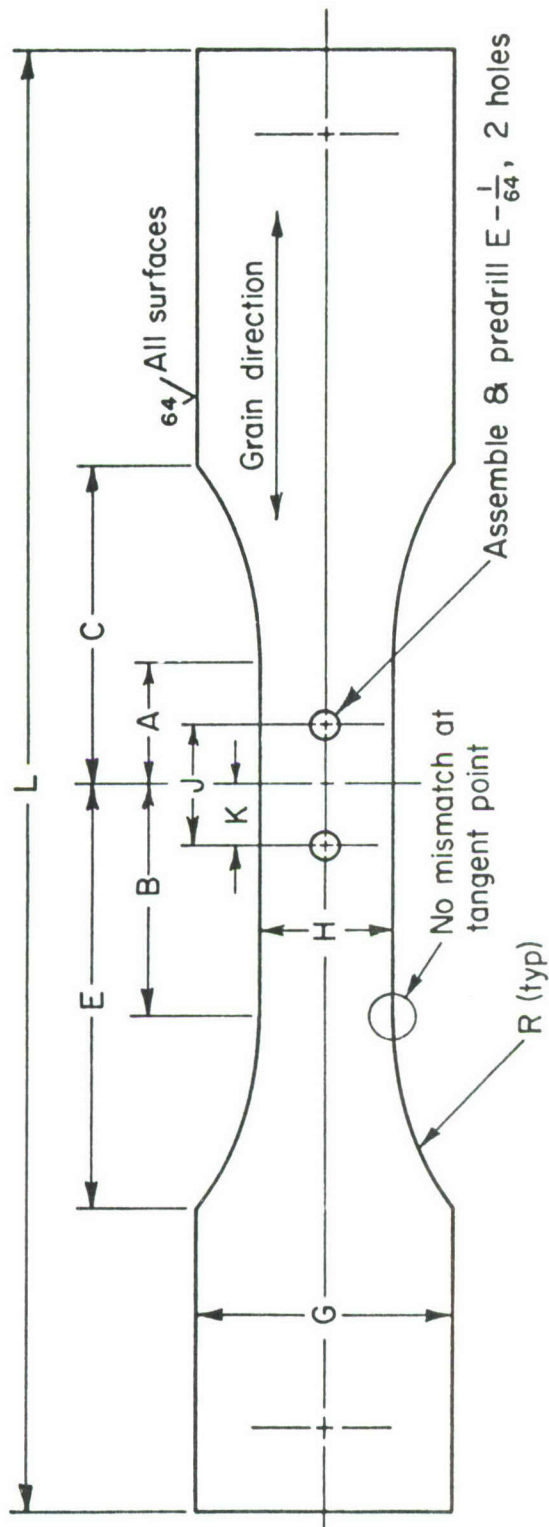 L
E
C
B
A
J
K
64 All surfaces
Grain direction
G
H
No mismatch at
tangent point
R (typ)
Assemble & predrill E - 1/64, 2 holes